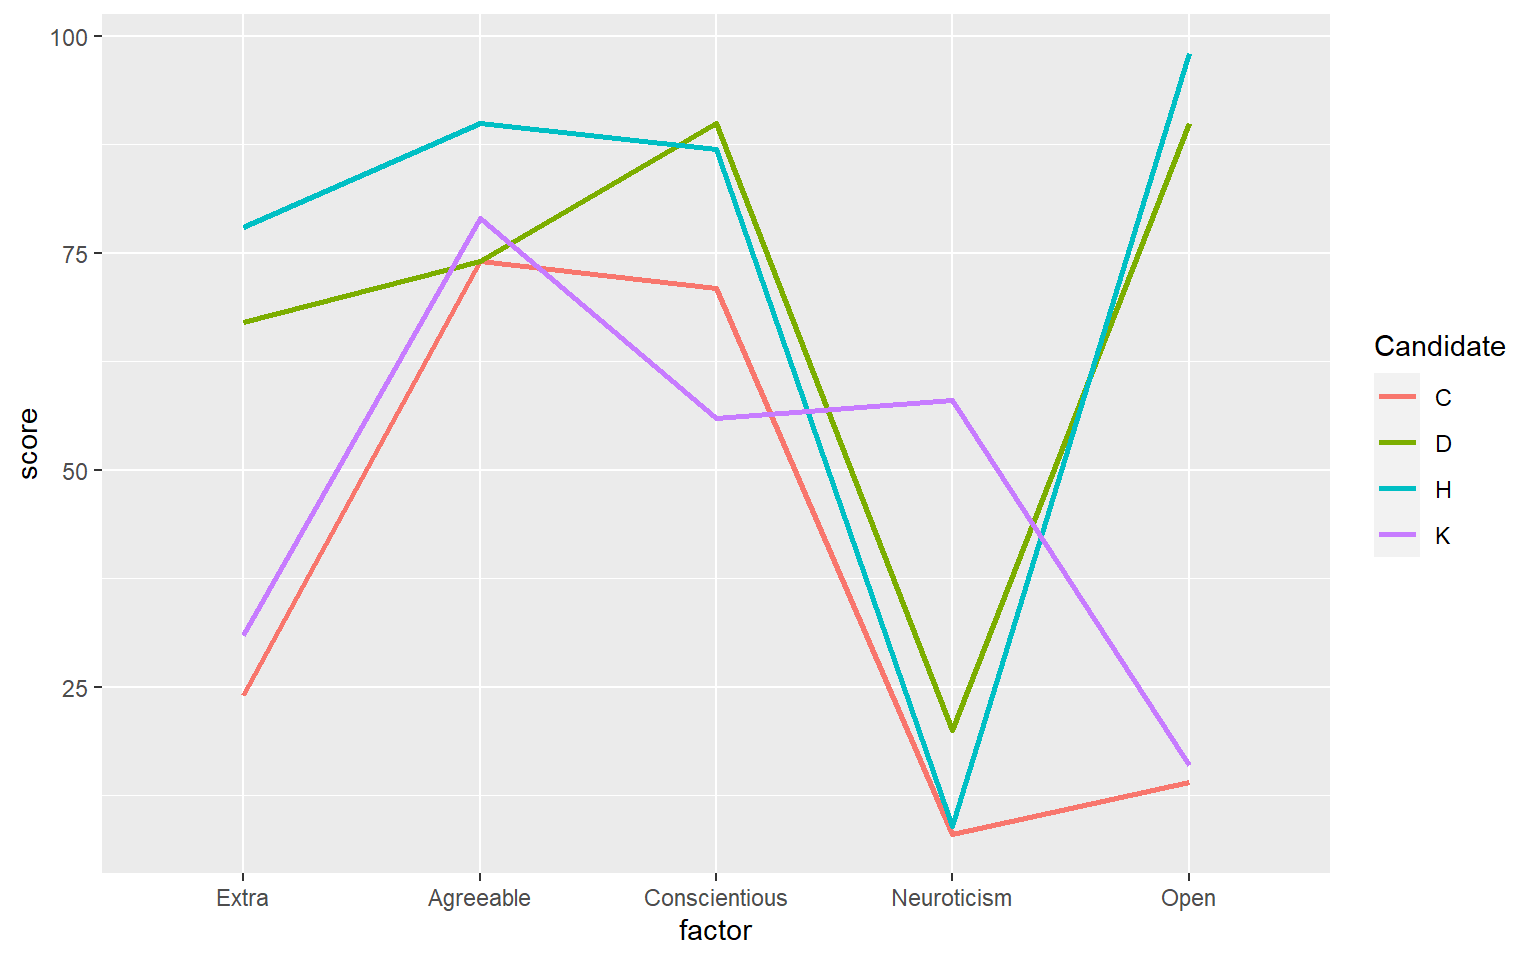 100
75
50
25
score
Extra
Agreeable
Conscientious
Neuroticism
Open
factor
Candidate
C
D
H
K